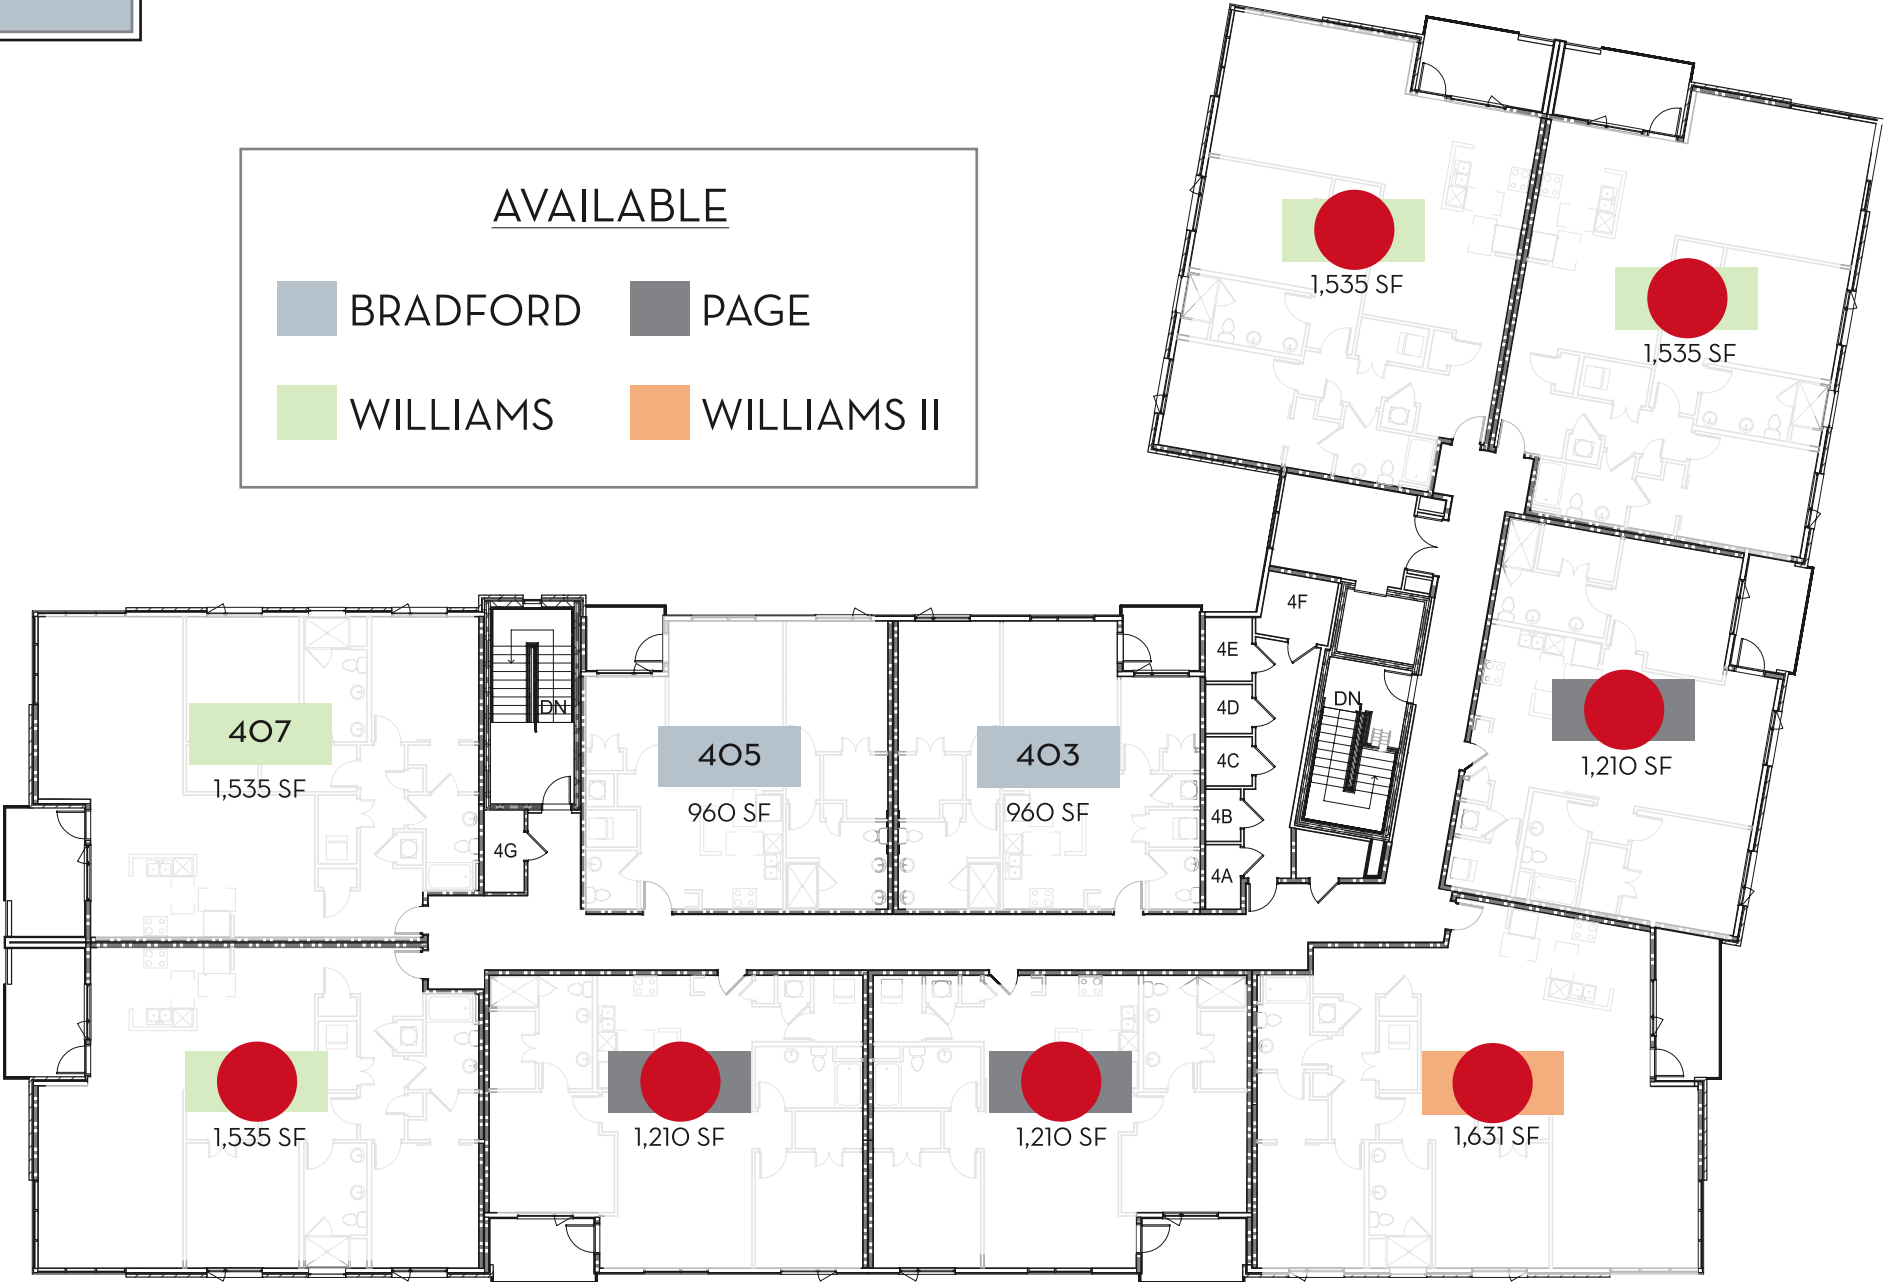 AVAILABLE
BRADFORD
PAGE
WILLIAMS
WILLIAMS II
1,535 SF
1,535 SF
4F
4E
4D
4C
4B
4A
DN
1,210 SF
407
1,535 SF
DN
4G
405
960 SF
403
960 SF
1,535 SF
1,210 SF
1,210 SF
1,631 SF